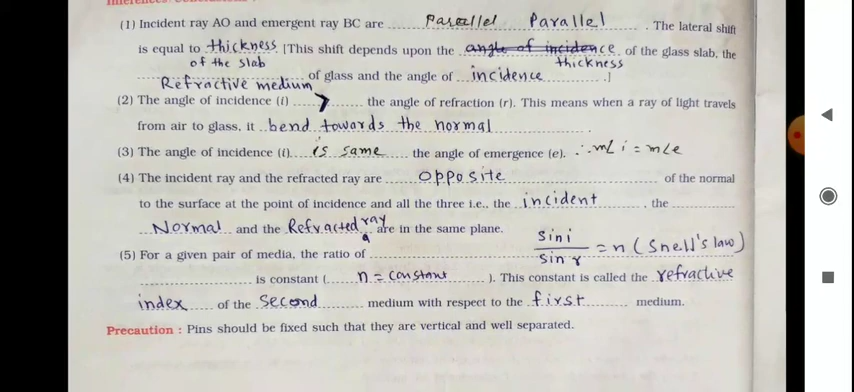 Inferences/Conclusions:
(1) Incident ray AO and emergent ray BC are Parallel Parallel. The lateral shift
is equal to thickness of the slab [This shift depends upon the angle of incidence thickness of the glass slab, the
Refractive medium of glass and the angle of incidence.]
(2) The angle of incidence (i) > the angle of refraction (r). This means when a ray of light travels
from air to glass, it bend towards the normal.
(3) The angle of incidence (i) is same the angle of emergence (e). ∴ m∠i = m∠e
(4) The incident ray and the refracted ray are opposite of the normal
to the surface at the point of incidence and all the three i.e., the incident, the
Normal and the Refracted ray are in the same plane.
(5) For a given pair of media, the ratio of sin i / sin r = n (Snell's law)
is constant (n = constant). This constant is called the refractive
index of the second medium with respect to the first medium.
Precaution : Pins should be fixed such that they are vertical and well separated.